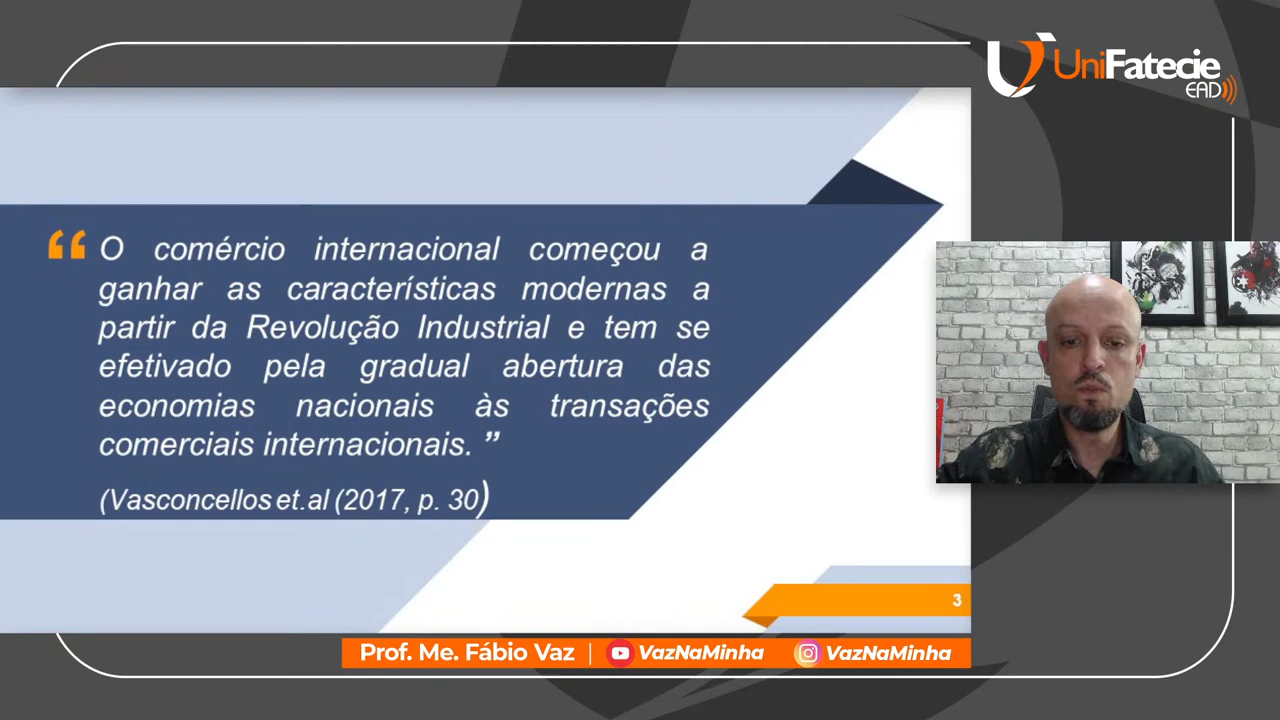 UniFatecie
EAD
“ O comércio internacional começou a
ganhar as características modernas a
partir da Revolução Industrial e tem se
efetivado pela gradual abertura das
economias nacionais às transações
comerciais internacionais. ”
(Vasconcellos et.al (2017, p. 30)
3
Prof. Me. Fábio Vaz | VazNaMinha VazNaMinha